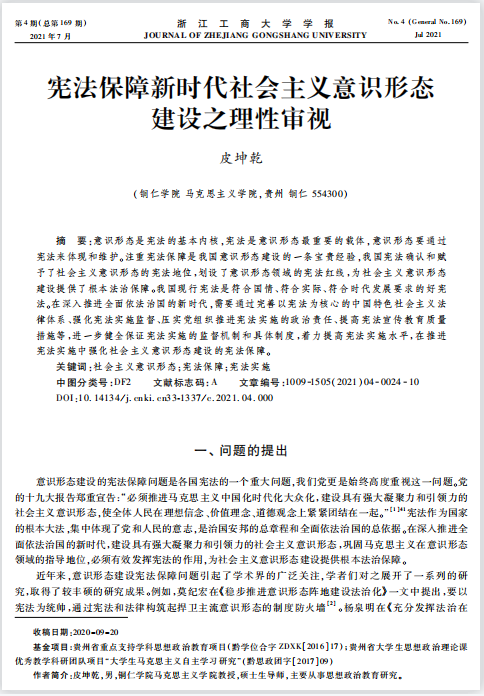 第4期(总第169期)
2021年7月
浙江工商大学学报
JOURNAL OF ZHEJIANG GONGSHANG UNIVERSITY
No.4 (General No.169)
Jul 2021
宪法保障新时代社会主义意识形态
建设之理性审视
皮坤乾
(铜仁学院 马克思主义学院,贵州 铜仁 554300)
摘 要:意识形态是宪法的基本内核,宪法是意识形态最重要的载体,意识形态要通过
宪法来体现和维护。注重宪法保障是我国意识形态建设的一条宝贵经验,我国宪法确认和赋
予了社会主义意识形态的宪法地位,划设了意识形态领域的宪法红线,为社会主义意识形态
建设提供了根本法治保障。我国现行宪法是符合国情、符合实际、符合时代发展要求的好宪
法。在深入推进全面依法治国的新时代,需要通过完善以宪法为核心的中国特色社会主义法
律体系、强化宪法实施监督、压实党组织推进宪法实施的政治责任、提高宪法宣传教育质量
措施等,进一步健全保证宪法实施的监督机制和具体制度,着力提高宪法实施水平,在推进
宪法实施中强化社会主义意识形态建设的宪法保障。
关键词:社会主义意识形态;宪法保障;宪法实施
中图分类号:DF2 文献标志码:A 文章编号:1009-1505(2021)04-0024-10
DOI:10.14134/j.cnki.cn33-1337/c.2021.04.000
一、问题的提出
意识形态建设的宪法保障问题是各国宪法的一个重大问题,我们党更是始终高度重视这一问题。党
的十九大报告郑重宣告:“必须推进马克思主义中国化时代化大众化,建设具有强大凝聚力和引领力的
社会主义意识形态,使全体人民在理想信念、价值理念、道德观念上紧紧团结在一起。”[1]41宪法作为国家
的根本大法,集中体现了党和人民的意志,是治国安邦的总章程和全面依法治国的总依据。在深入推进全
面依法治国的新时代,建设具有强大凝聚力和引领力的社会主义意识形态,巩固马克思主义在意识形态
领域的指导地位,必须有效发挥宪法的作用,为社会主义意识形态建设提供根本法治保障。
近年来,意识形态建设宪法保障问题引起了学术界的广泛关注,学者们对之展开了一系列的研
究,取得了较丰硕的研究成果。例如,莫纪宏在《稳步推进意识形态阵地建设法治化》一文中提出,要以
宪法为统帅,通过宪法和法律构筑起捍卫主流意识形态的制度防火墙[2]。杨泉明在《充分发挥法治在
收稿日期:2020-09-20
基金项目:贵州省重点支持学科思想政治教育项目(黔学位合字ZDXK[2016]17);贵州省大学生思想政治理论课
优秀教学科研团队项目“大学生马克思主义自主学习研究”(黔思政团字[2017]09)
作者简介:皮坤乾,男,铜仁学院马克思主义学院教授,硕士生导师,主要从事思想政治教育研究。